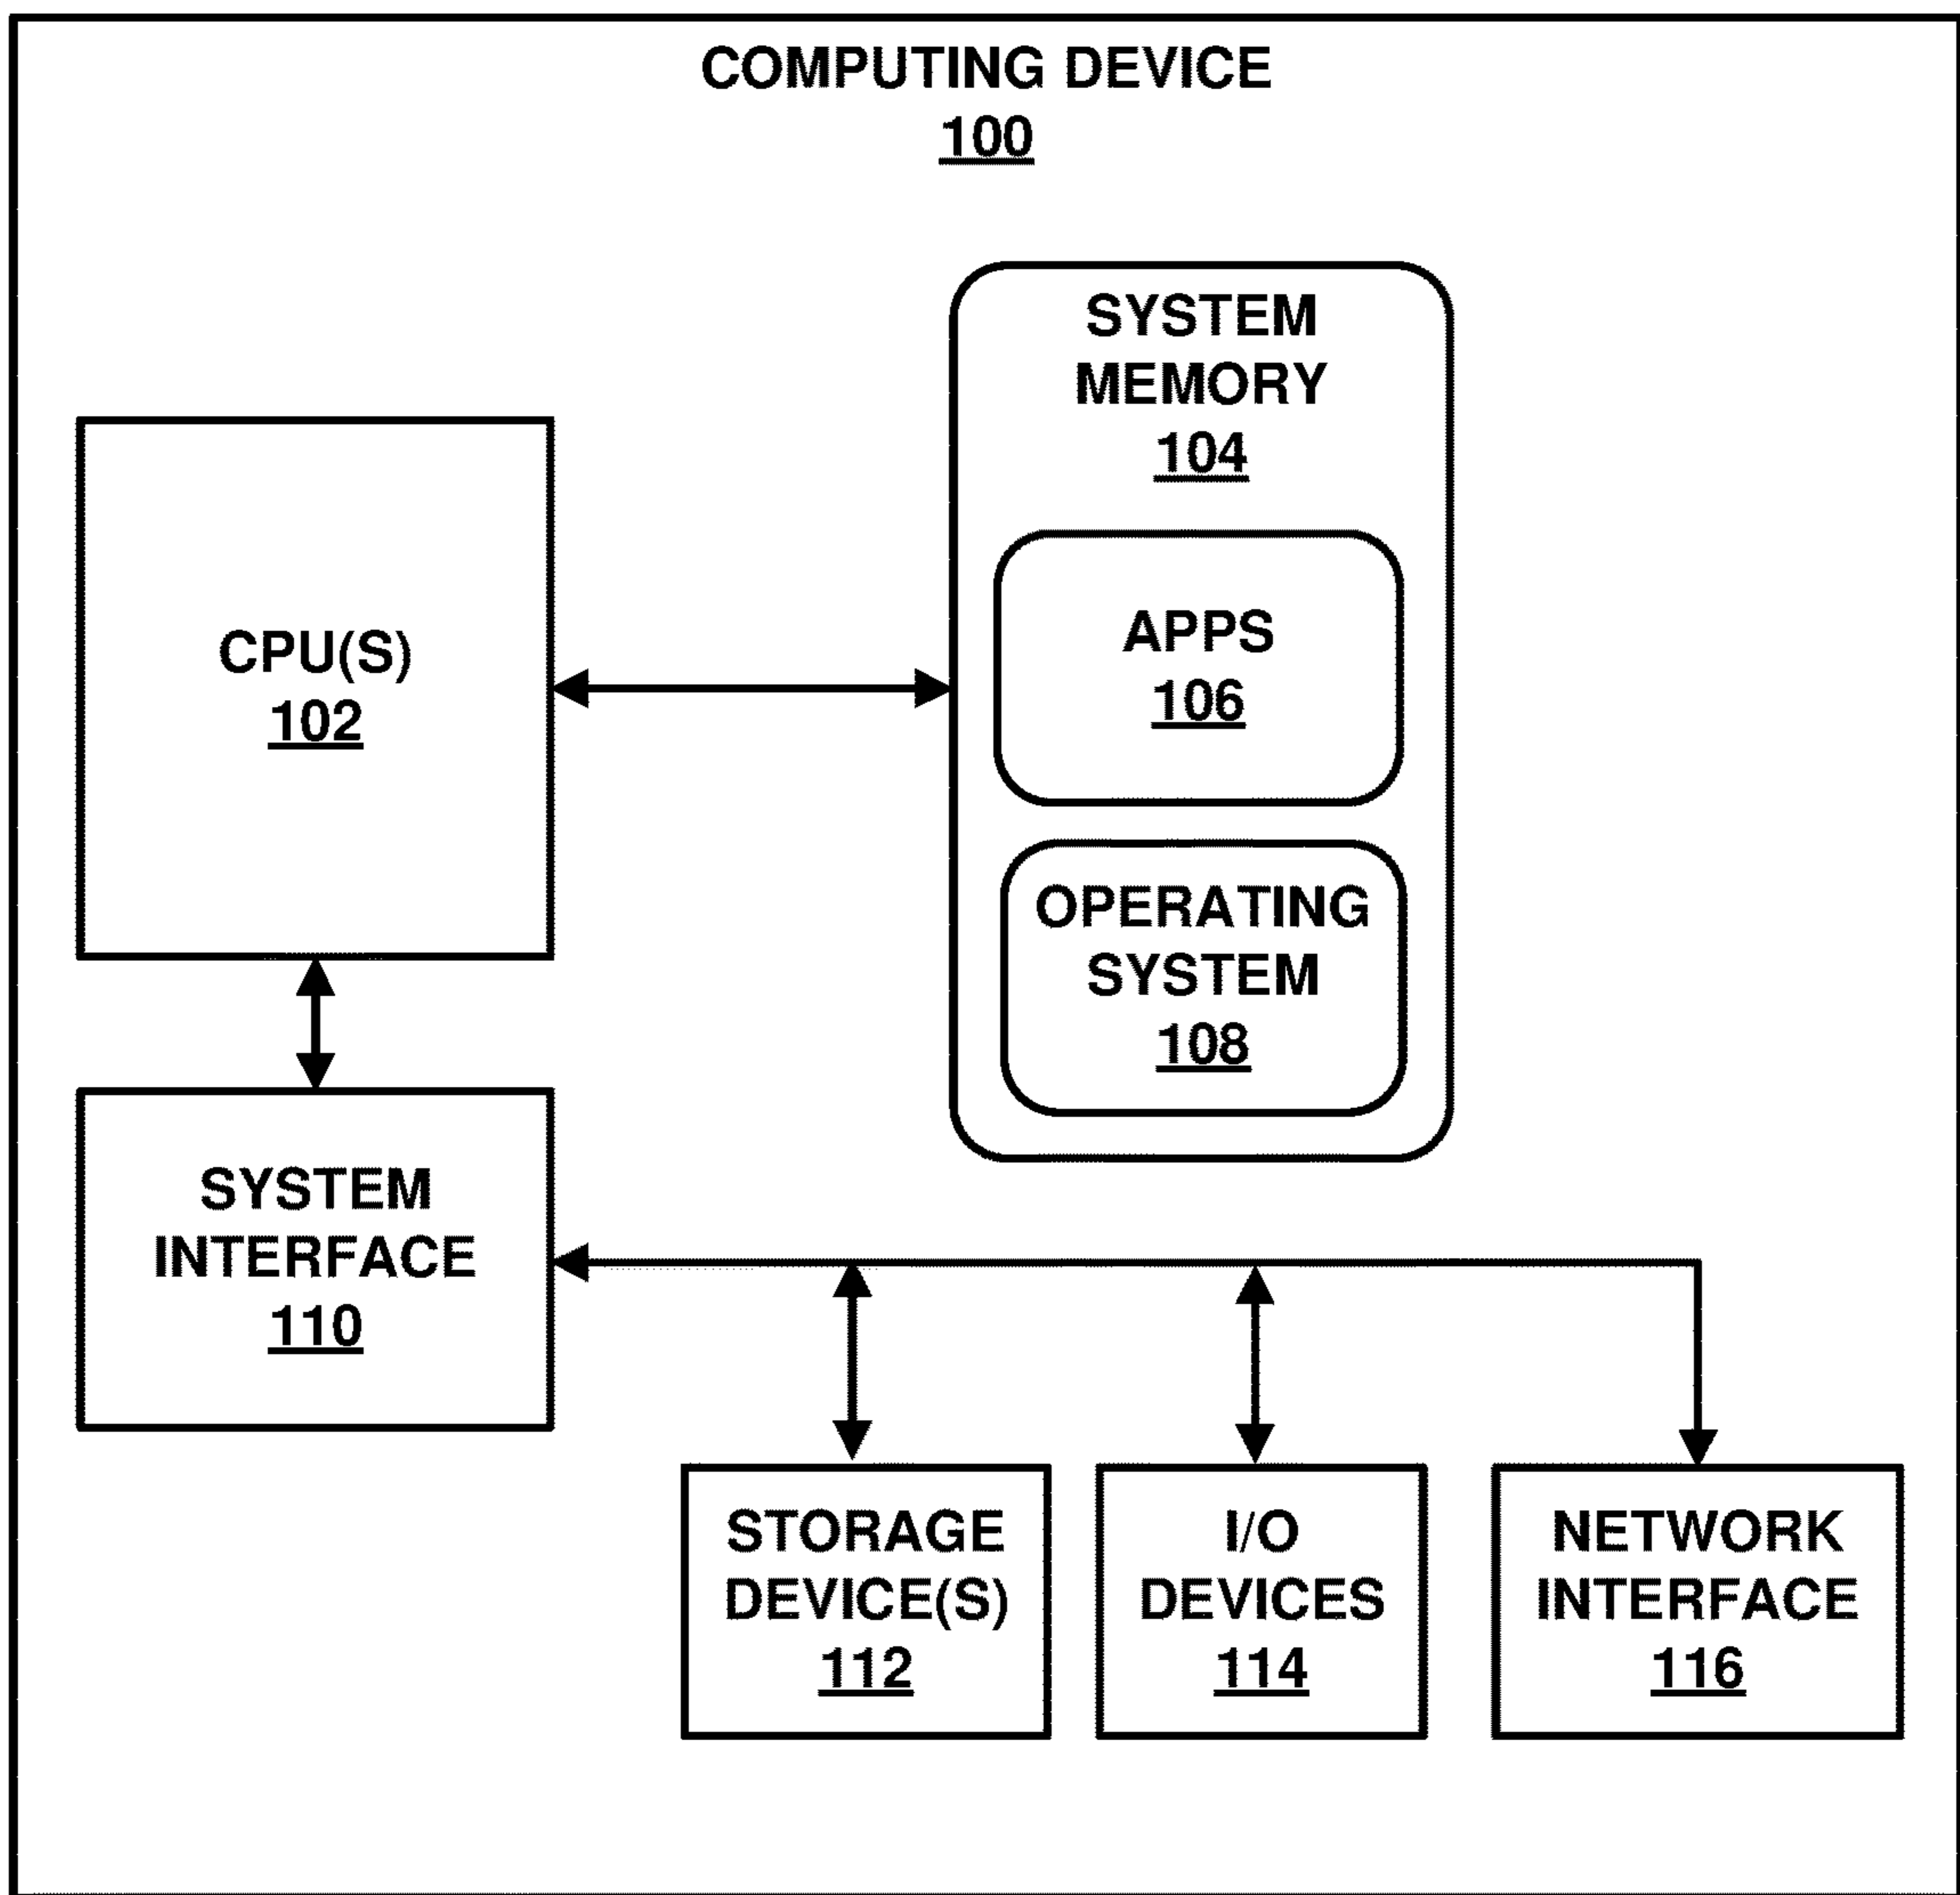 COMPUTING DEVICE
100
SYSTEM
MEMORY
104
CPU(S)
102
APPS
106
OPERATING
SYSTEM
108
SYSTEM
INTERFACE
110
STORAGE
DEVICE(S)
112
I/O
DEVICES
114
NETWORK
INTERFACE
116